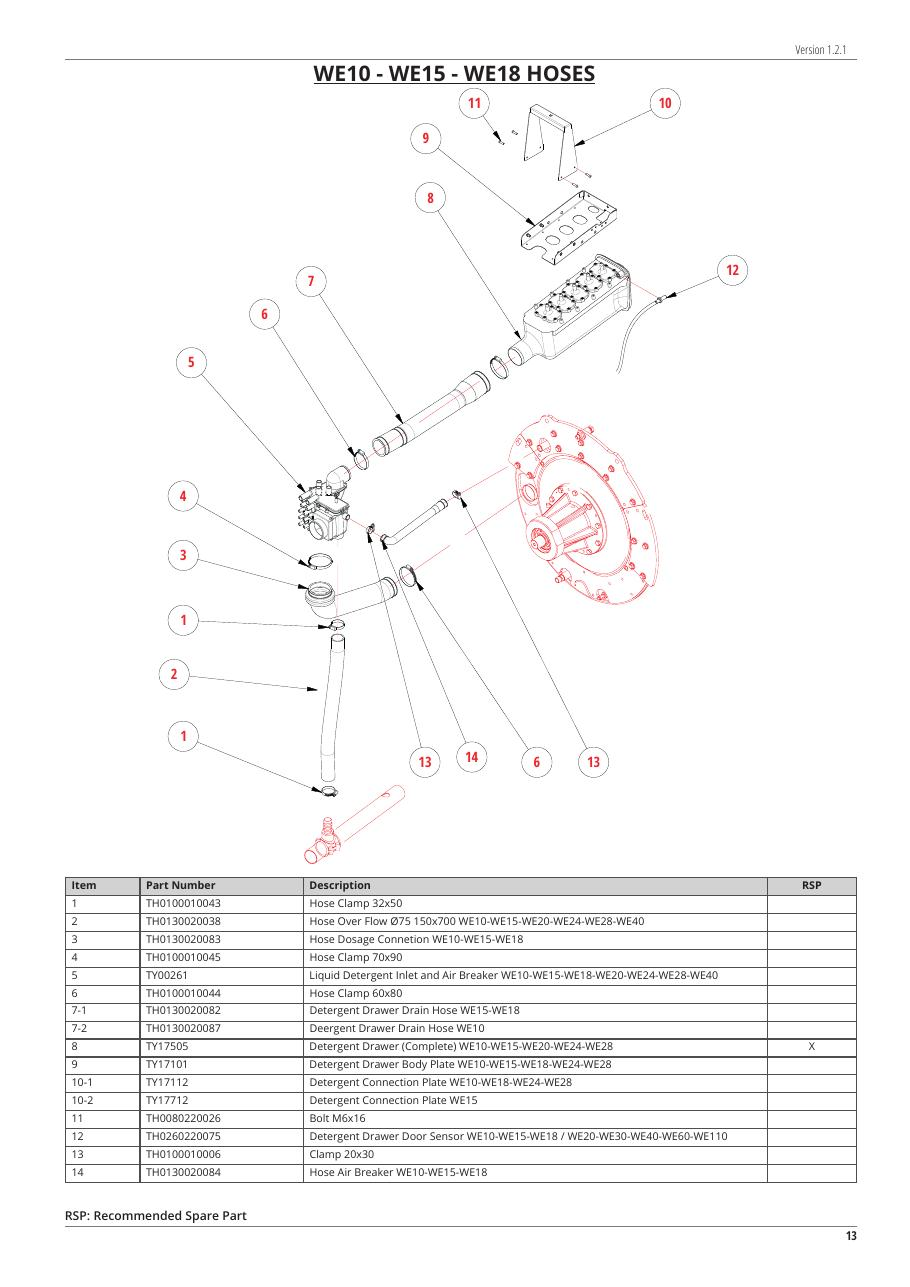 Version 1.2.1
WE10 - WE15 - WE18 HOSES
11
10
9
8
12
7
6
5
4
3
1
2
1
13
14
6
13
Item Part Number Description RSP
1 TH0100010043 Hose Clamp 32x50
2 TH0130020038 Hose Over Flow Ø75 150x700 WE10-WE15-WE20-WE24-WE28-WE40
3 TH0130020083 Hose Dosage Connetion WE10-WE15-WE18
4 TH0100010045 Hose Clamp 70x90
5 TY00261 Liquid Detergent Inlet and Air Breaker WE10-WE15-WE18-WE20-WE24-WE28-WE40
6 TH0100010044 Hose Clamp 60x80
7-1 TH0130020082 Detergent Drawer Drain Hose WE15-WE18
7-2 TH0130020087 Deergent Drawer Drain Hose WE10
8 TY17505 Detergent Drawer (Complete) WE10-WE15-WE20-WE24-WE28 X
9 TY17101 Detergent Drawer Body Plate WE10-WE15-WE18-WE24-WE28
10-1 TY17112 Detergent Connection Plate WE10-WE18-WE24-WE28
10-2 TY17712 Detergent Connection Plate WE15
11 TH0080220026 Bolt M6x16
12 TH0260220075 Detergent Drawer Door Sensor WE10-WE15-WE18 / WE20-WE30-WE40-WE60-WE110
13 TH0100010006 Clamp 20x30
14 TH0130020084 Hose Air Breaker WE10-WE15-WE18
RSP: Recommended Spare Part
13